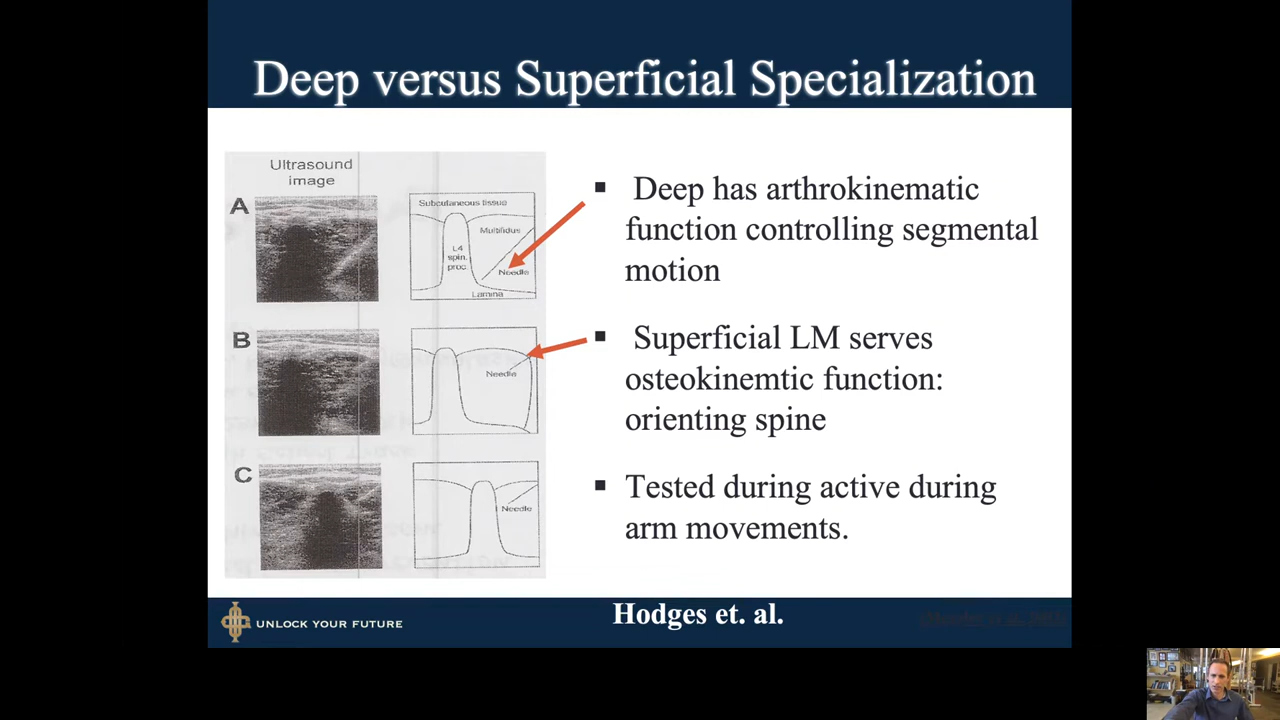 Deep versus Superficial Specialization
Ultrasound
image
A
Subcutaneous tissue
Multifidus
L4
spin.
proc
Needle
Lamina
B
Needle
C
Needle
▪ Deep has arthrokinematic
function controlling segmental
motion
▪ Superficial LM serves
osteokinemtic function:
orienting spine
▪ Tested during active during
arm movements.
UNLOCK YOUR FUTURE
Hodges et. al.